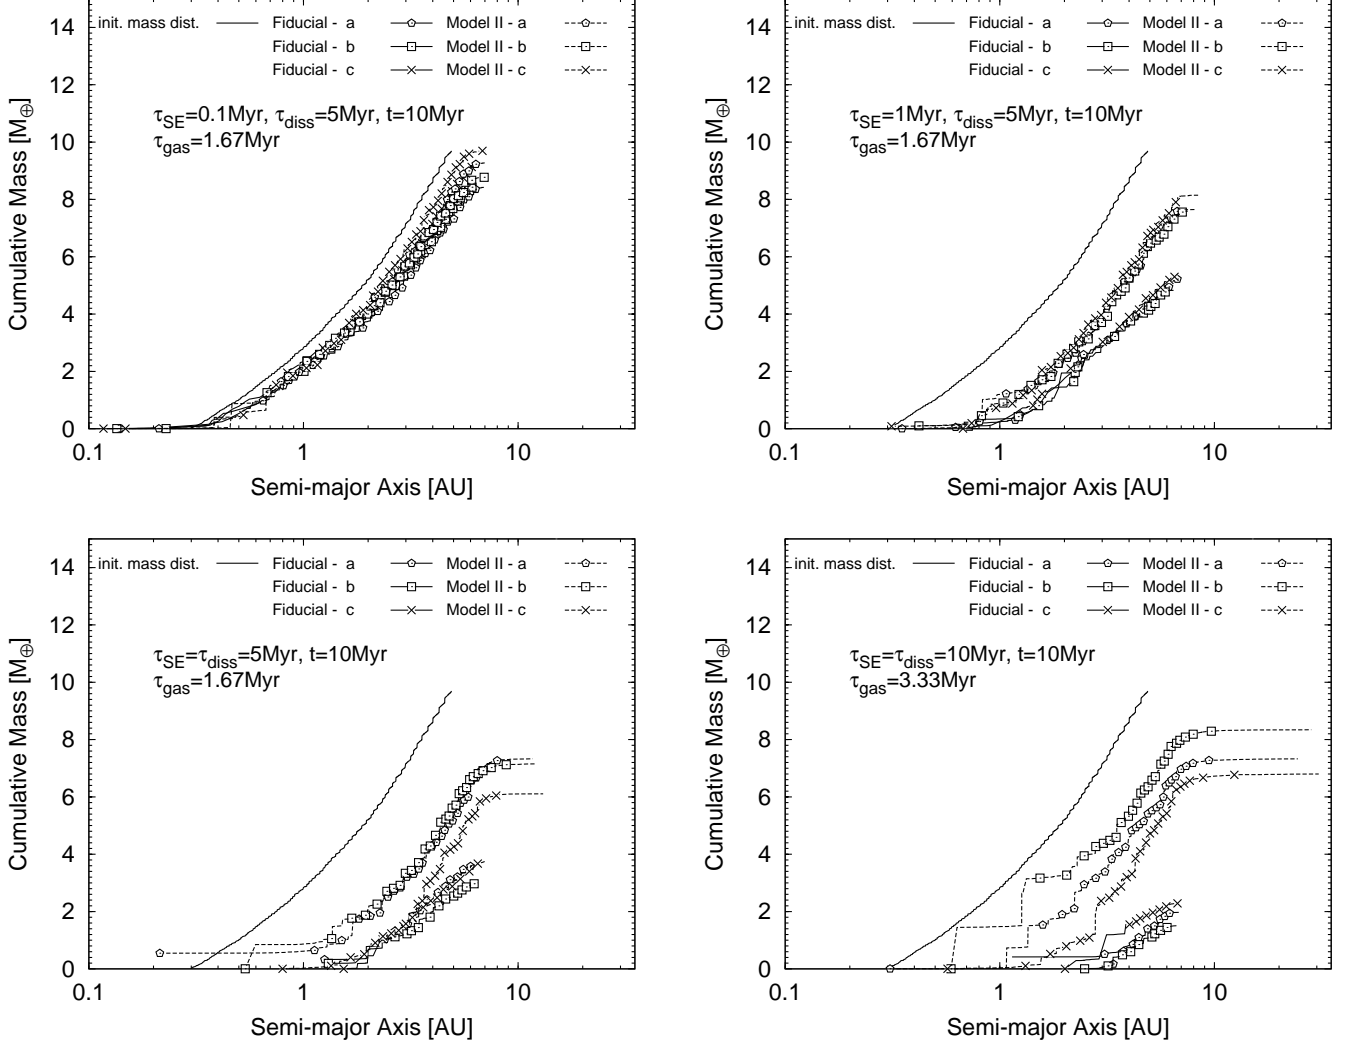 14
init. mass dist. Fiducial - a Model II - a
Fiducial - b Model II - b
12
Fiducial - c Model II - c
τSE=0.1Myr, τdiss=5Myr, t=10Myr
τgas=1.67Myr
10
8
6
4
2
0
0.1 1 10
Cumulative Mass [M⊕]
Semi-major Axis [AU]
14
init. mass dist. Fiducial - a Model II - a
Fiducial - b Model II - b
12
Fiducial - c Model II - c
τSE=1Myr, τdiss=5Myr, t=10Myr
τgas=1.67Myr
10
8
6
4
2
0
0.1 1 10
Cumulative Mass [M⊕]
Semi-major Axis [AU]
14
init. mass dist. Fiducial - a Model II - a
Fiducial - b Model II - b
12
Fiducial - c Model II - c
τSE=τdiss=5Myr, t=10Myr
τgas=1.67Myr
10
8
6
4
2
0
0.1 1 10
Cumulative Mass [M⊕]
Semi-major Axis [AU]
14
init. mass dist. Fiducial - a Model II - a
Fiducial - b Model II - b
12
Fiducial - c Model II - c
τSE=τdiss=10Myr, t=10Myr
τgas=3.33Myr
10
8
6
4
2
0
0.1 1 10
Cumulative Mass [M⊕]
Semi-major Axis [AU]